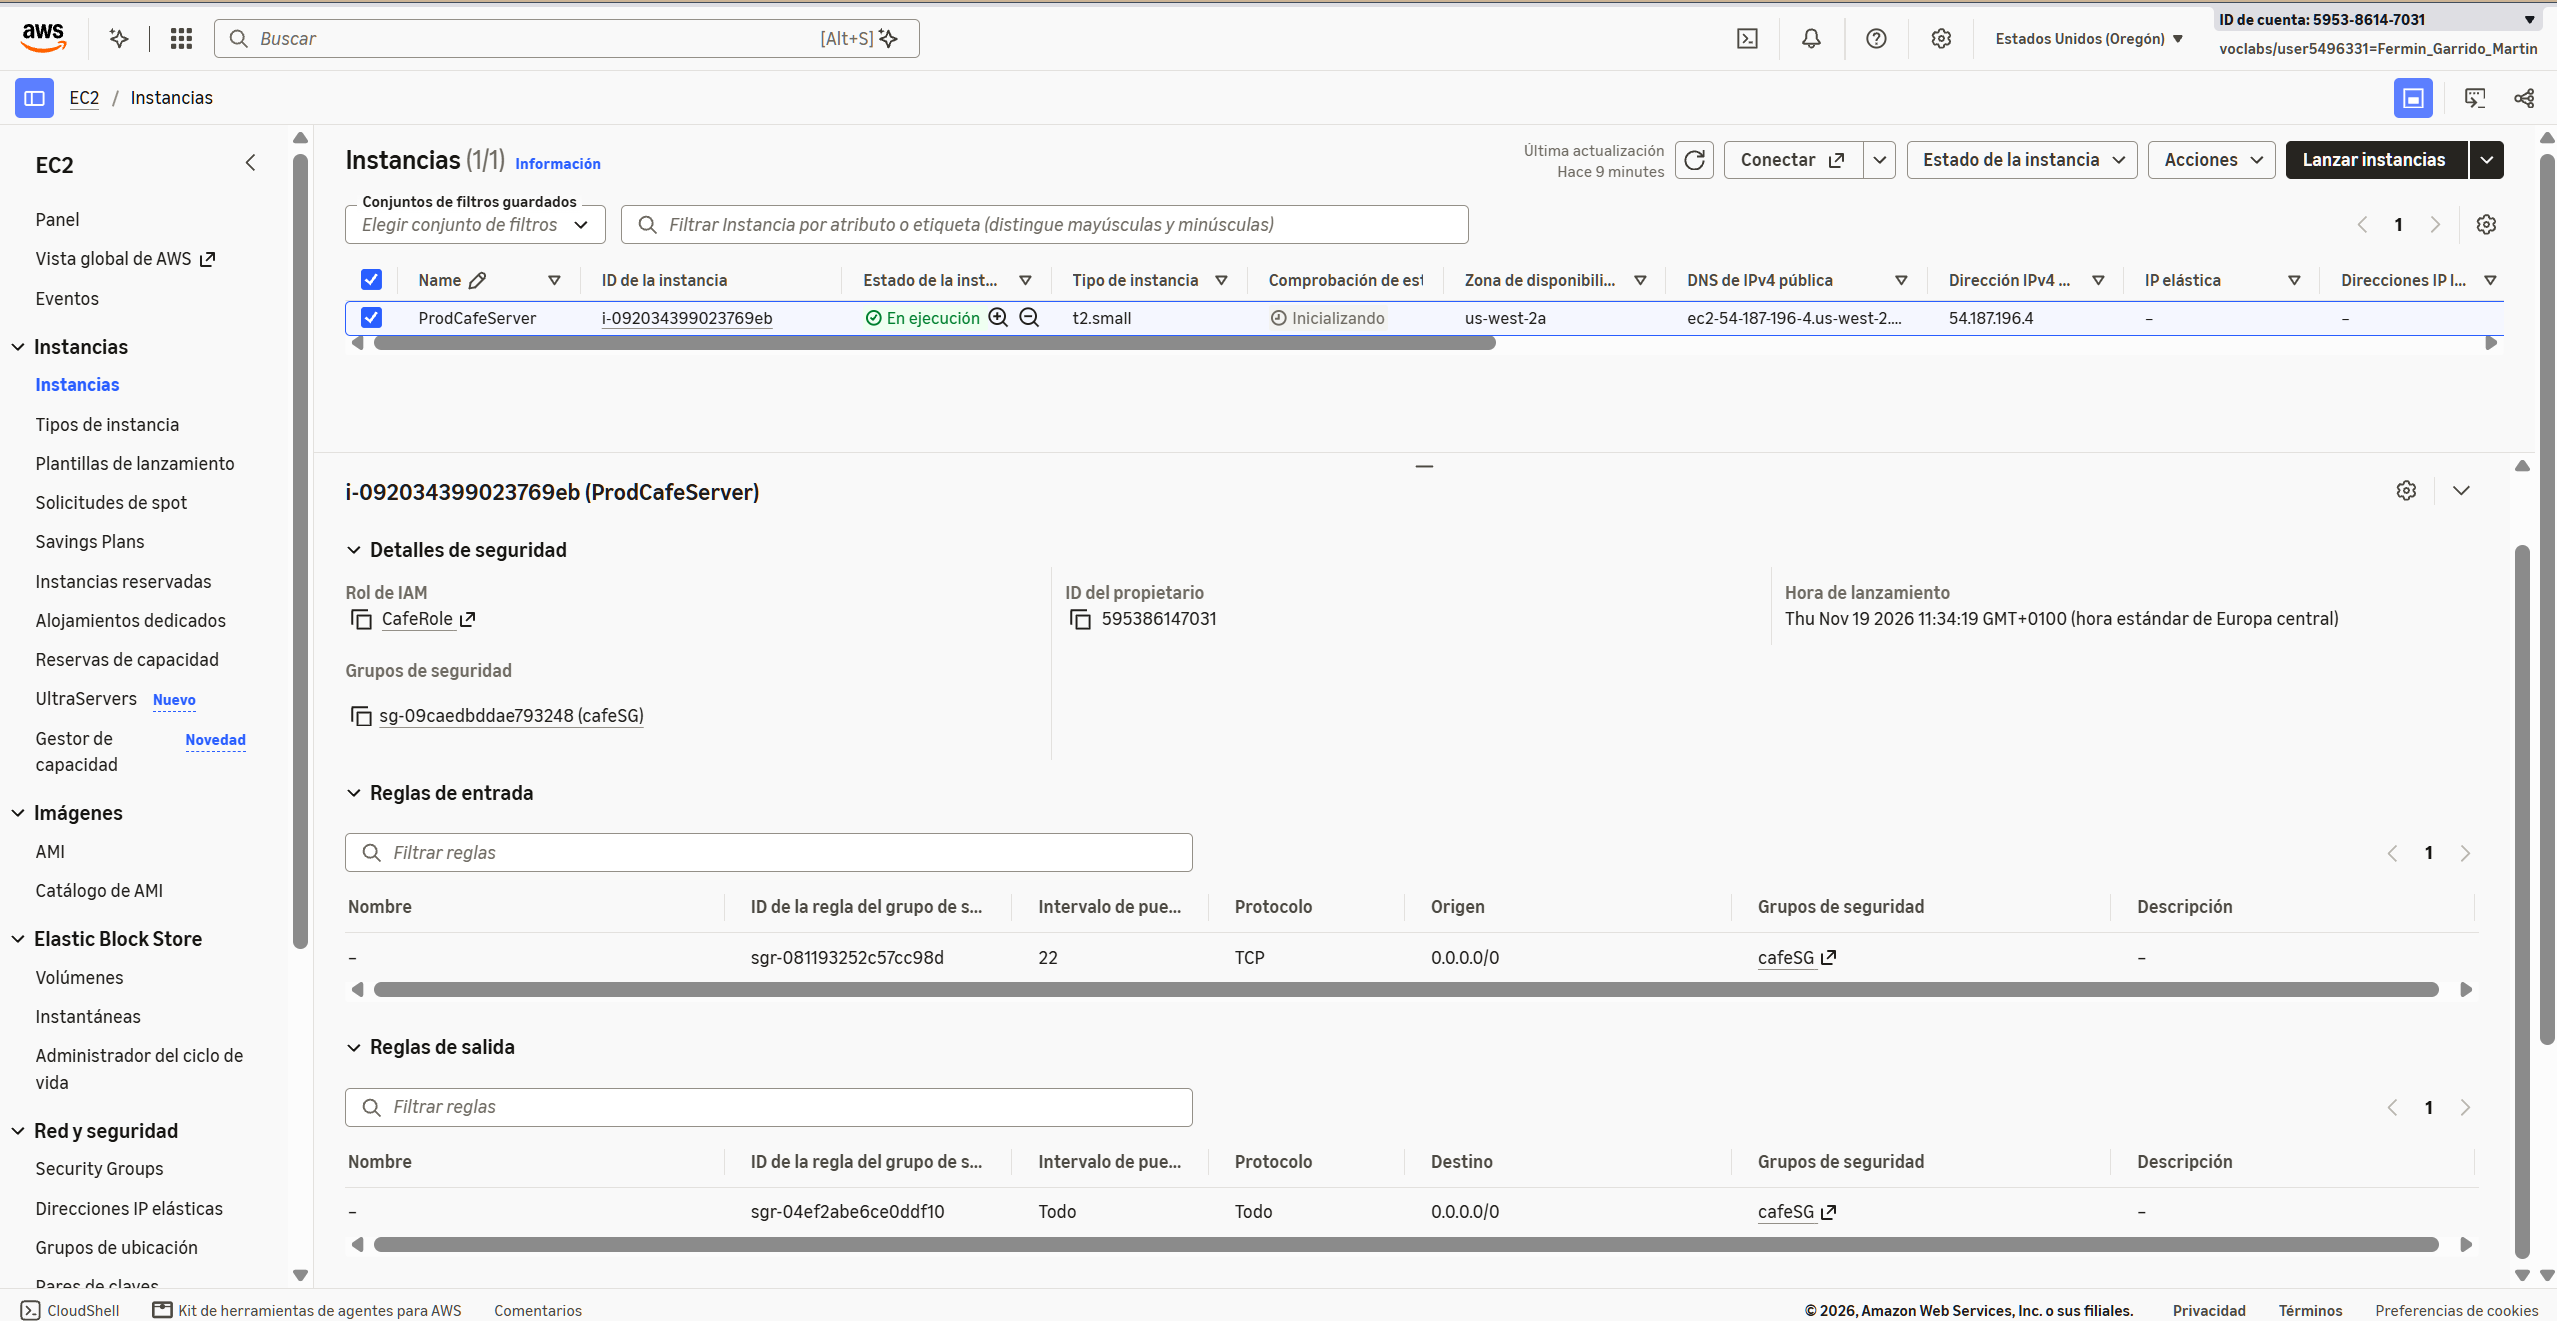 aws
Buscar
[Alt+S]
Estados Unidos (Oregón)
ID de cuenta: 5953-8614-7031
voclabs/user5496331=Fermin_Garrido_Martin
EC2 / Instancias
EC2
Panel
Vista global de AWS
Eventos
Instancias
Instancias
Tipos de instancia
Plantillas de lanzamiento
Solicitudes de spot
Savings Plans
Instancias reservadas
Alojamientos dedicados
Reservas de capacidad
UltraServers Nuevo
Gestor de capacidad Novedad
Imágenes
AMI
Catálogo de AMI
Elastic Block Store
Volúmenes
Instantáneas
Administrador del ciclo de
vida
Red y seguridad
Security Groups
Direcciones IP elásticas
Grupos de ubicación
Pares de claves
Instancias (1/1) Información
Última actualización
Hace 9 minutes
Conectar
Estado de la instancia
Acciones
Lanzar instancias
Conjuntos de filtros guardados
Elegir conjunto de filtros
Filtrar Instancia por atributo o etiqueta (distingue mayúsculas y minúsculas)
1
Name ID de la instancia Estado de la inst... Tipo de instancia Comprobación de est Zona de disponibili... DNS de IPv4 pública Dirección IPv4 ... IP elástica Direcciones IP I...
ProdCafeServer i-092034399023769eb En ejecución t2.small Inicializando us-west-2a ec2-54-187-196-4.us-west-2.... 54.187.196.4 – –
i-092034399023769eb (ProdCafeServer)
Detalles de seguridad
Rol de IAM
CafeRole
ID del propietario
595386147031
Hora de lanzamiento
Thu Nov 19 2026 11:34:19 GMT+0100 (hora estándar de Europa central)
Grupos de seguridad
sg-09caedbddae793248 (cafeSG)
Reglas de entrada
Filtrar reglas
1
Nombre ID de la regla del grupo de s... Intervalo de pue... Protocolo Origen Grupos de seguridad Descripción
– sgr-081193252c57cc98d 22 TCP 0.0.0.0/0 cafeSG –
Reglas de salida
Filtrar reglas
1
Nombre ID de la regla del grupo de s... Intervalo de pue... Protocolo Destino Grupos de seguridad Descripción
– sgr-04ef2abe6ce0ddf10 Todo Todo 0.0.0.0/0 cafeSG –
CloudShell Kit de herramientas de agentes para AWS Comentarios
© 2026, Amazon Web Services, Inc. o sus filiales. Privacidad Términos Preferencias de cookies